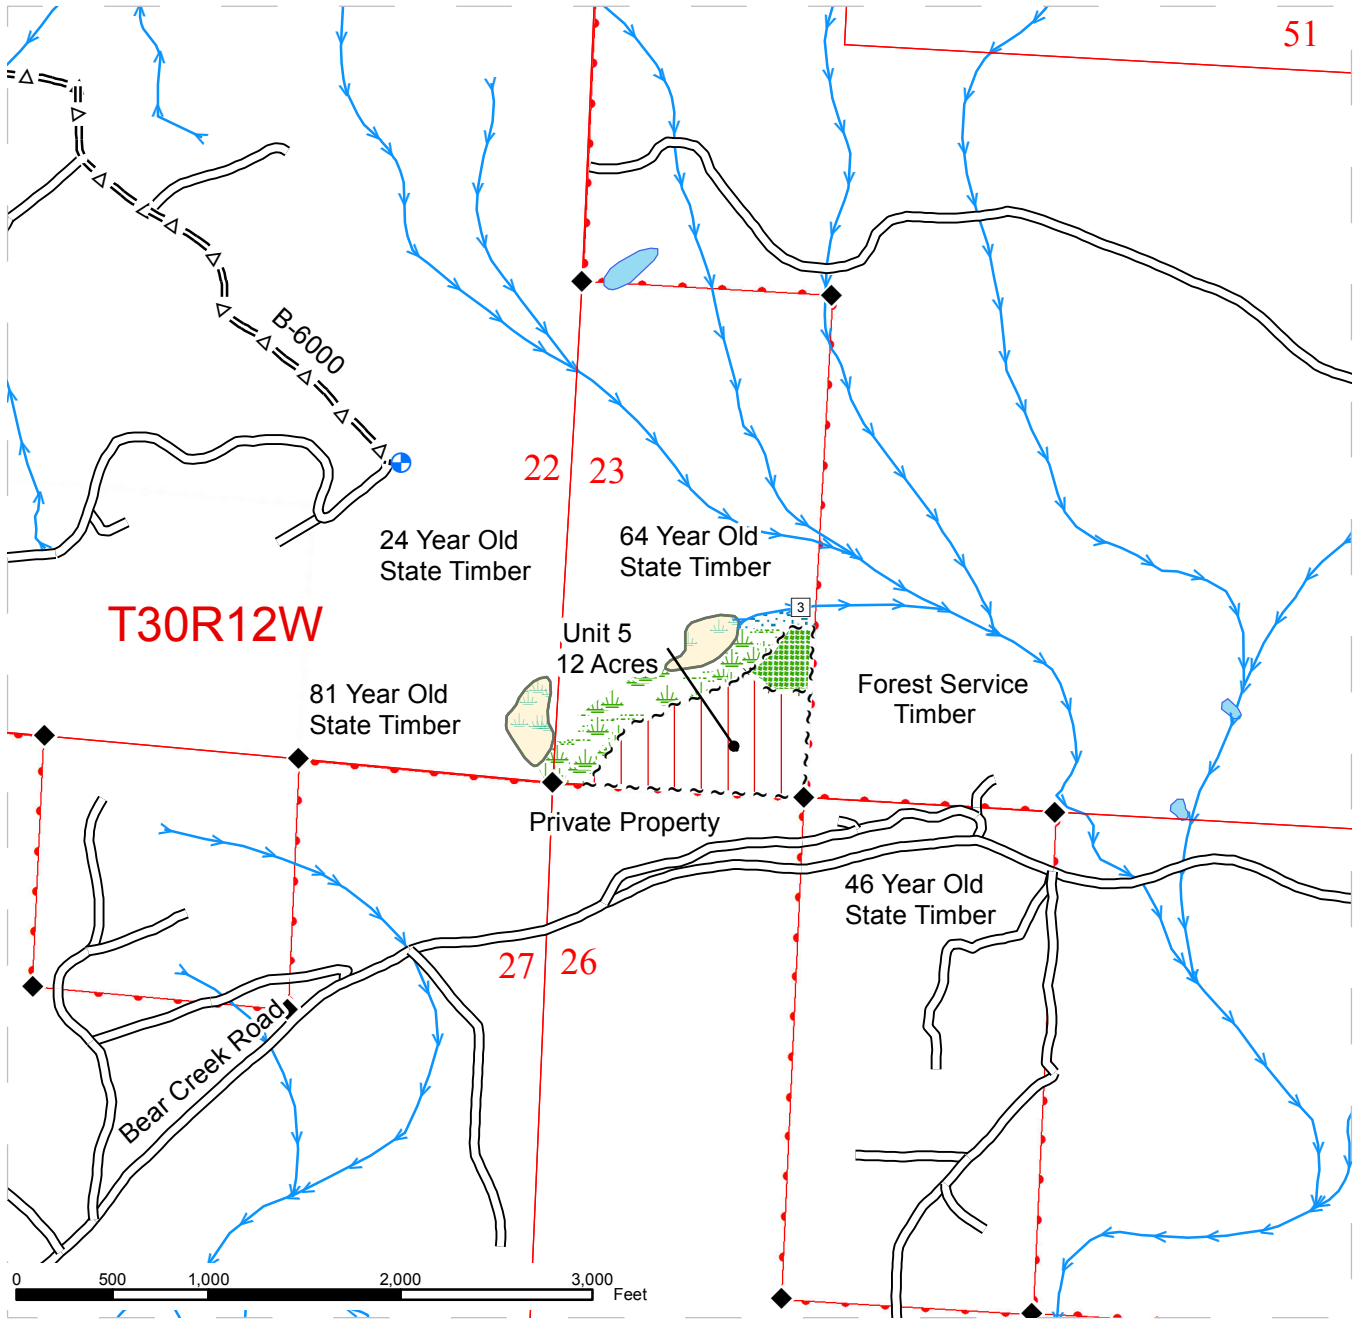 51
B-6000
22 23
24 Year Old
State Timber
64 Year Old
State Timber
T30R12W
3
Unit 5
12 Acres
81 Year Old
State Timber
Forest Service
Timber
Private Property
46 Year Old
State Timber
27 26
Bear Creek Road
0 500 1,000 2,000 3,000
Feet